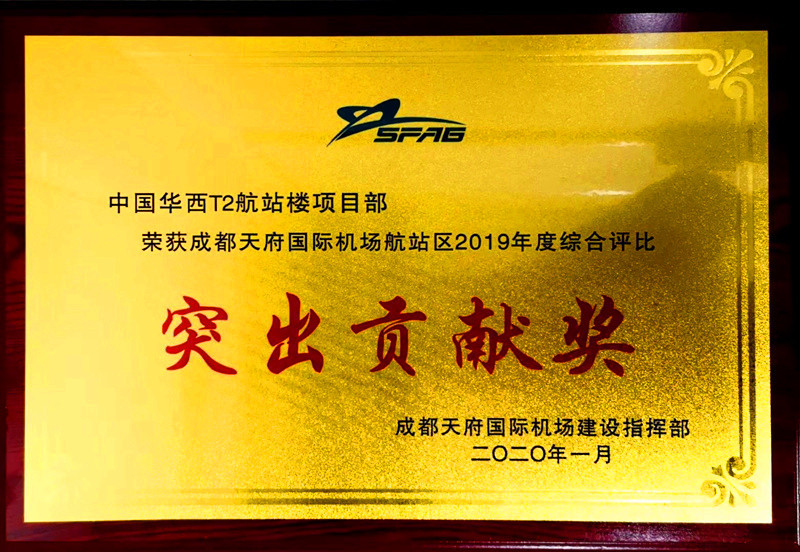 SPAG
中国华西T2航站楼项目部
荣获成都天府国际机场航站区2019年度综合评比
突出贡献奖
成都天府国际机场建设指挥部
二〇二〇年一月